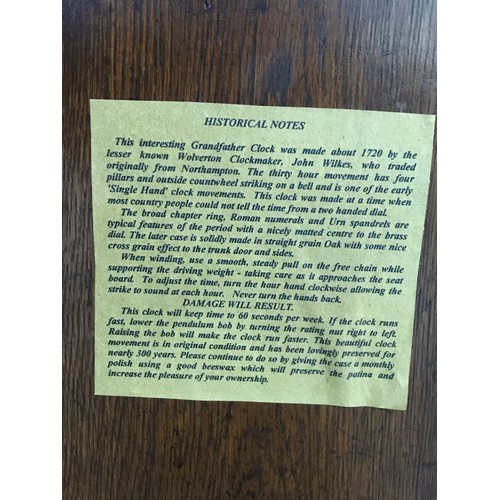 HISTORICAL NOTES
This interesting Grandfather Clock was made about 1720 by the
lesser known Wolverton Clockmaker, John Wilkes, who traded
originally from Northampton. The thirty hour movement has four
pillars and outside countwheel striking on a bell and is one of the early
'Single Hand' clock movements. This clock was made at a time when
most country people could not tell the time from a two handed dial.
The broad chapter ring, Roman numerals and Urn spandrels are
typical features of the period with a nicely matted centre to the brass
dial. The later case is solidly made in straight grain Oak with some nice
cross grain effect to the trunk door and sides.
When winding, use a smooth, steady pull on the free chain while
supporting the driving weight - taking care as it approaches the seat
board. To adjust the time, turn the hour hand clockwise allowing the
strike to sound at each hour. Never turn the hands back.
DAMAGE WILL RESULT.
This clock will keep time to 60 seconds per week. If the clock runs
fast, lower the pendulum bob by turning the rating nut right to left.
Raising the bob will make the clock run faster. This beautiful clock
movement is in original condition and has been lovingly preserved for
nearly 300 years. Please continue to do so by giving the case a monthly
polish using a good beeswax which will preserve the patina and
increase the pleasure of your ownership.